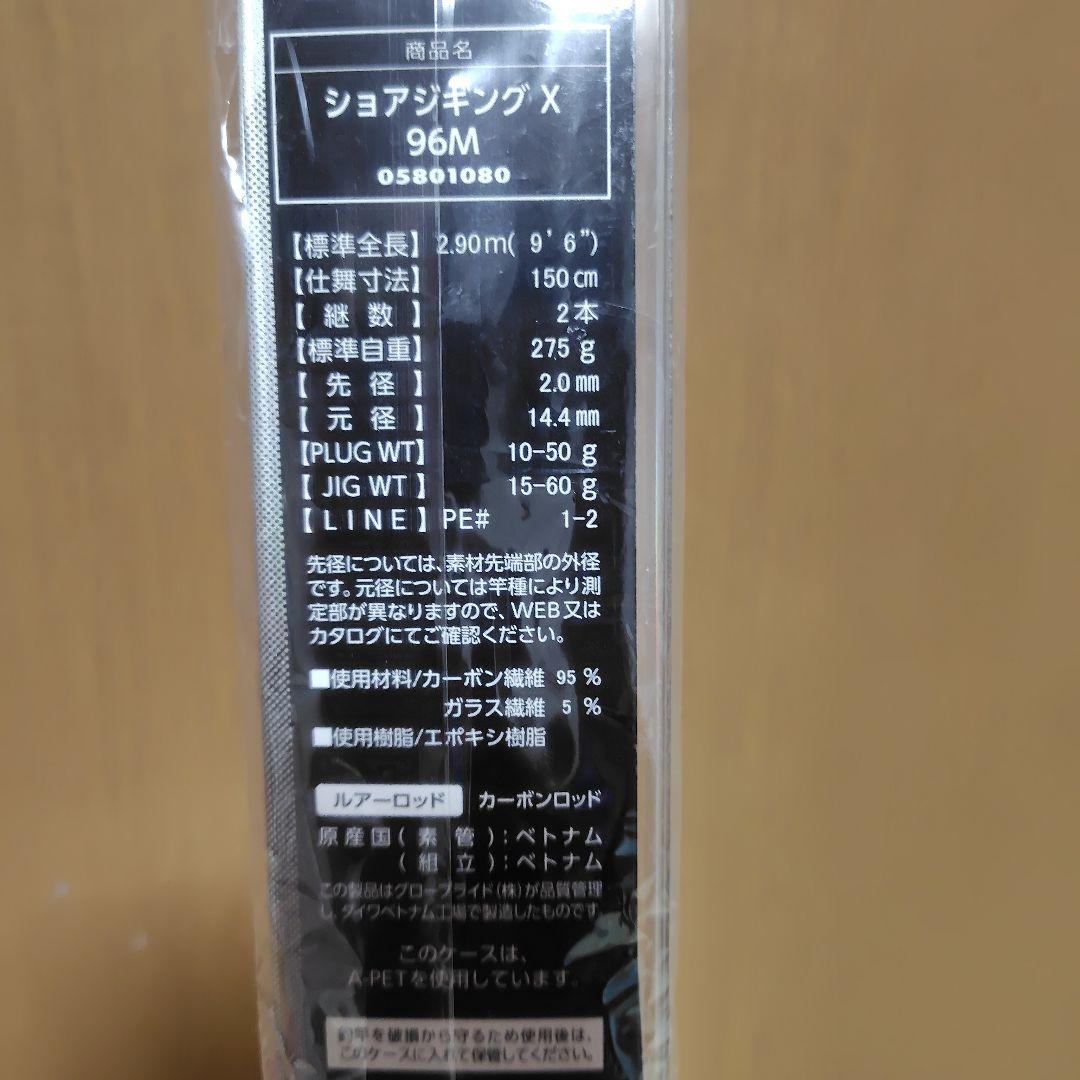 商品名
ショアジギング X
96M
05801080
【標準全長】 2.90m( 9' 6")
【仕舞寸法】 150㎝
【 継 数 】 2本
【標準自重】 275 g
【 先 径 】 2.0㎜
【 元 径 】 14.4㎜
【PLUG WT】 10-50 g
【 JIG WT 】 15-60 g
【 L I N E 】 PE# 1-2
先径については、素材先端部の外径
です。元径については竿種により測
定部が異なりますので、WEB又は
カタログにてご確認ください。
■使用材料/カーボン繊維 95 %
ガラス繊維 5 %
■使用樹脂/エポキシ樹脂
ルアーロッド カーボンロッド
原産国( 素 管 ):ベトナム
( 組 立 ):ベトナム
この製品はグローブライド(株)が品質管理
し、ダイワベトナム工場で製造したものです
このケースは、
A-PETを使用しています。
釣竿を破損から守るため使用後は、
このケースに入れて保管してください。